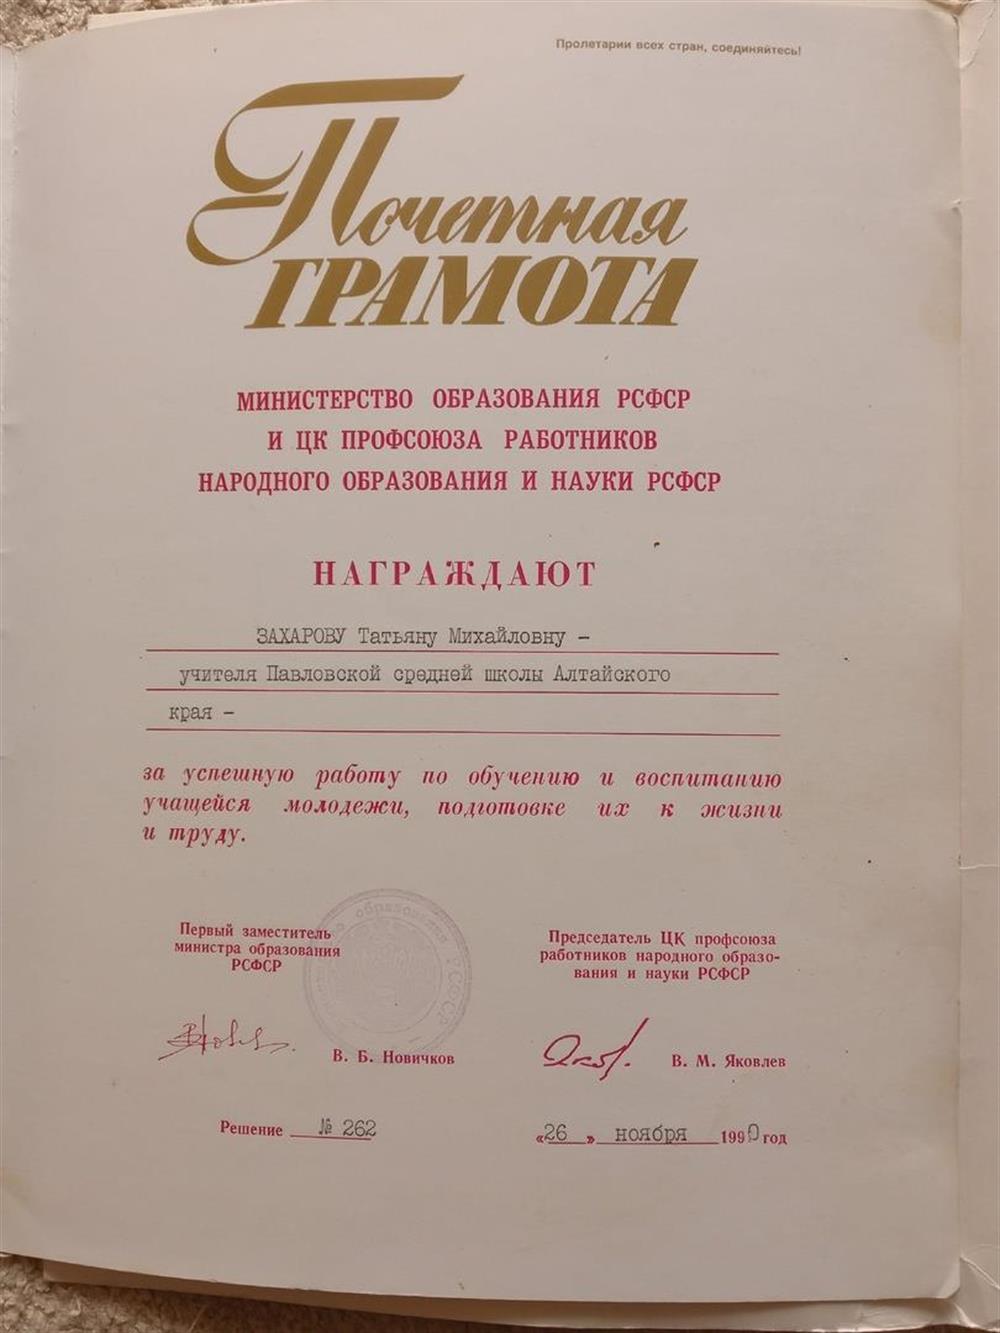 Пролетарии всех стран, соединяйтесь!
Почетная
ГРАМОТА
МИНИСТЕРСТВО ОБРАЗОВАНИЯ РСФСР
И ЦК ПРОФСОЮЗА РАБОТНИКОВ
НАРОДНОГО ОБРАЗОВАНИЯ И НАУКИ РСФСР
НАГРАЖДАЮТ
ЗАХАРОВУ Татьяну Михайловну –
учителя Павловской средней школы Алтайского
края –
за успешную работу по обучению и воспитанию
учащейся молодежи, подготовке их к жизни
и труду.
Первый заместитель
министра образования
РСФСР
В. Б. Новичков
Председатель ЦК профсоюза
работников народного образо-
вания и науки РСФСР
В. М. Яковлев
Решение № 262
«26» ноября 1990 год